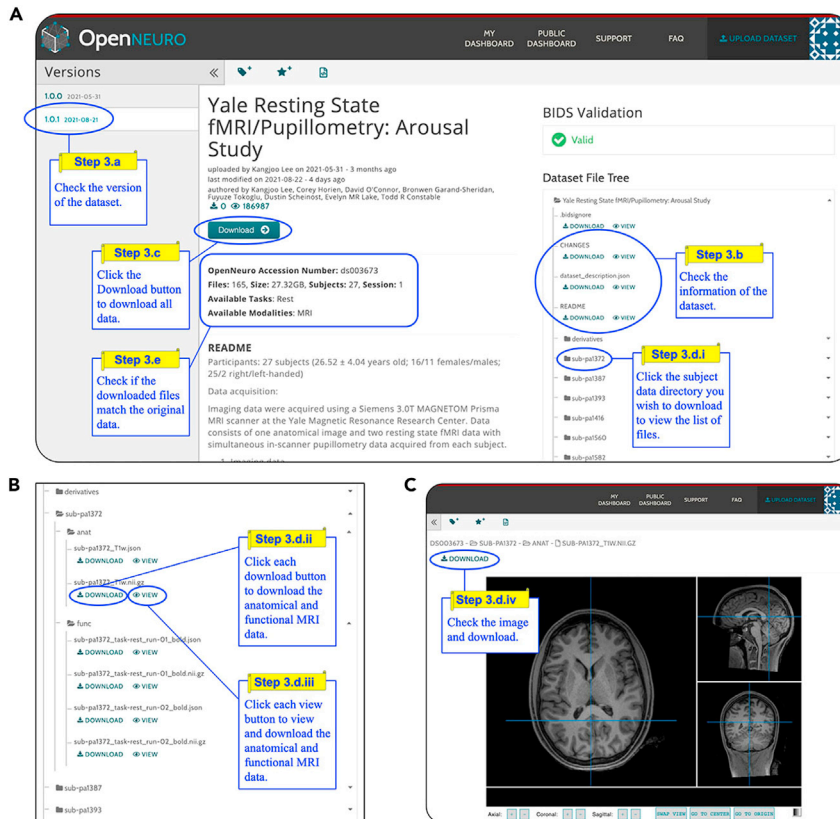 A
OpenNEURO
MY DASHBOARD
PUBLIC DASHBOARD
SUPPORT
FAQ
UPLOAD DATASET
Versions
1.0.0 2021-05-31
1.0.1 2021-08-21
Step 3.a
Check the version
of the dataset.
Step 3.c
Click the
Download button
to download all
data.
Step 3.e
Check if the
downloaded files
match the original
data.
Yale Resting State
fMRI/Pupillometry: Arousal
Study
uploaded by Kangjoo Lee on 2021-05-31 - 3 months ago
last modified on 2021-08-22 - 4 days ago
authored by Kangjoo Lee, Corey Horien, David O'Connor, Bronwen Garand-Sheridan,
Fuyuze Tokoglu, Dustin Scheinost, Evelyn MR Lake, Todd R Constable
0 186987
Download
OpenNeuro Accession Number: ds003673
Files: 165, Size: 27.32GB, Subjects: 27, Session: 1
Available Tasks: Rest
Available Modalities: MRI
README
Participants: 27 subjects (26.52 ± 4.04 years old; 16/11 females/males;
25/2 right/left-handed)
Data acquisition:
Imaging data were acquired using a Siemens 3.0T MAGNETOM Prisma
MRI scanner at the Yale Magnetic Resonance Research Center. Data
consists of one anatomical image and two resting state fMRI data with
simultaneous in-scanner pupillometry data acquired from each subject.
1. Imaging data
BIDS Validation
Valid
Dataset File Tree
Yale Resting State fMRI/Pupillometry: Arousal Study
.bidsignore
DOWNLOAD VIEW
CHANGES
DOWNLOAD VIEW
dataset_description.json
DOWNLOAD VIEW
README
DOWNLOAD VIEW
derivatives
sub-pa1372
sub-pa1387
sub-pa1393
sub-pa1416
sub-pa1560
sub-pa1582
Step 3.b
Check the
information of the
dataset.
Step 3.d.i
Click the subject
data directory you
wish to download
to view the list of
files.
B
derivatives
sub-pa1372
anat
sub-pa1372_T1w.json
DOWNLOAD VIEW
sub-pa1372_T1w.nii.gz
DOWNLOAD VIEW
func
sub-pa1372_task-rest_run-01_bold.json
DOWNLOAD VIEW
sub-pa1372_task-rest_run-01_bold.nii.gz
DOWNLOAD VIEW
sub-pa1372_task-rest_run-02_bold.json
DOWNLOAD VIEW
sub-pa1372_task-rest_run-02_bold.nii.gz
DOWNLOAD VIEW
sub-pa1387
sub-pa1393
Step 3.d.ii
Click each
download button
to download the
anatomical and
functional MRI
data.
Step 3.d.iii
Click each view
button to view
and download the
anatomical and
functional MRI
data.
C
MY DASHBOARD
PUBLIC DASHBOARD
SUPPORT
FAQ
UPLOAD DATASET
DS003673 - SUB-PA1372 - ANAT - SUB-PA1372_T1W.NII.GZ
DOWNLOAD
Step 3.d.iv
Check the image
and download.
Axial: - + Coronal: - + Sagittal: - + SWAP VIEW GO TO CENTER GO TO ORIGIN